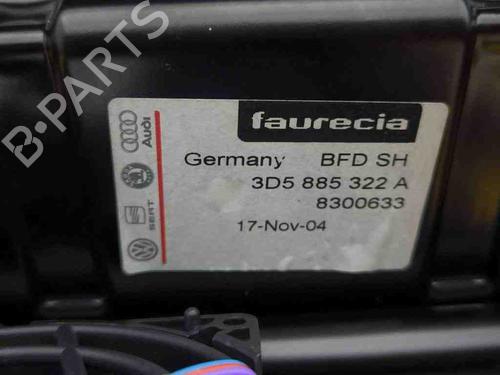 B-PARTS
faurecia
Audi
Germany BFD SH
3D5 885 322 A
8300633
SEAT
17-Nov-04